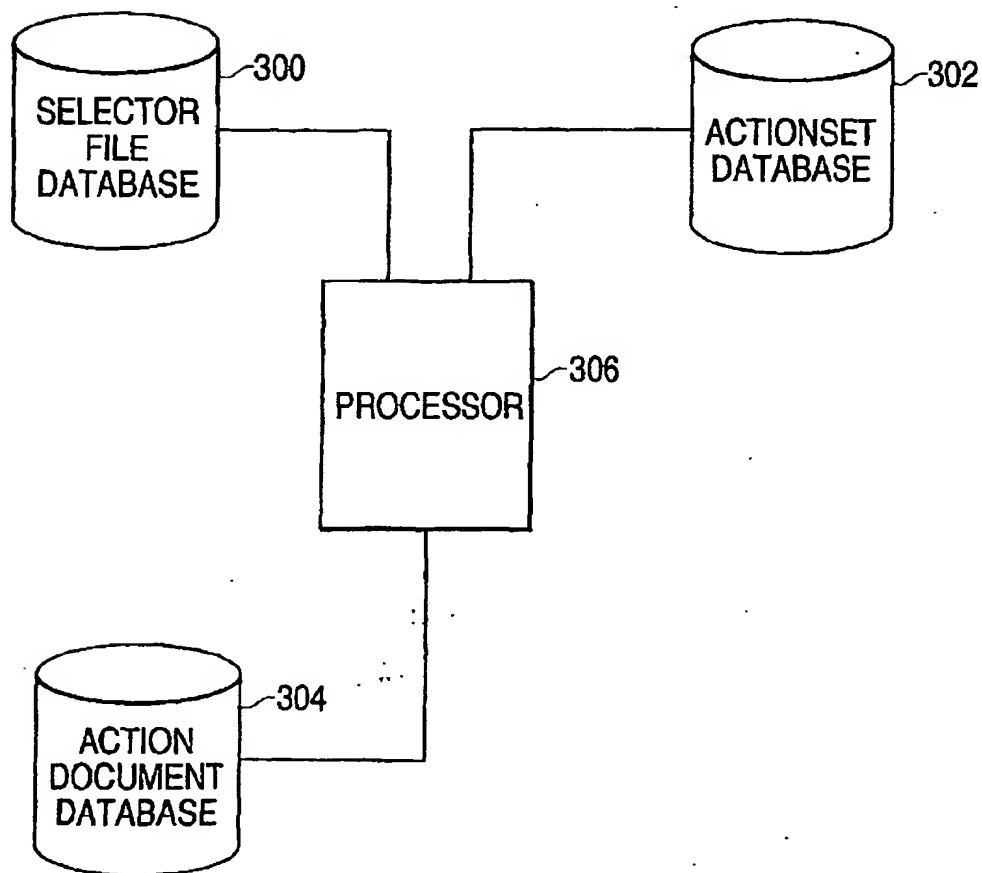 300
SELECTOR
FILE
DATABASE
302
ACTIONSET
DATABASE
306
PROCESSOR
304
ACTION
DOCUMENT
DATABASE